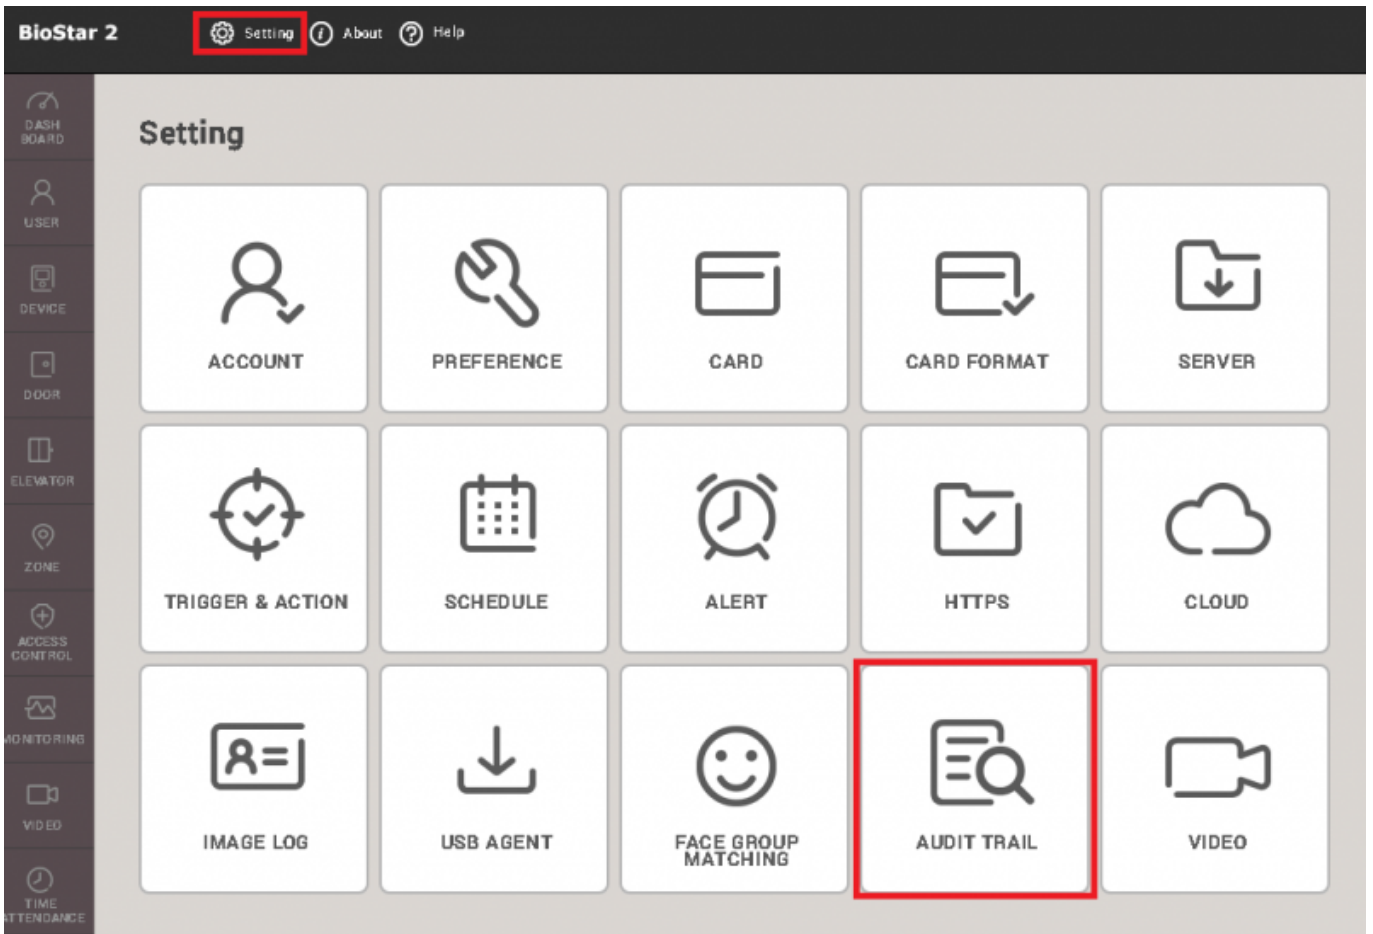 BioStar 2
Setting
About
Help
DASH
BOARD
USER
DEVICE
DOOR
ELEVATOR
ZONE
ACCESS
CONTROL
MONITORING
VIDEO
TIME
ATTENDANCE
Setting
ACCOUNT
PREFERENCE
CARD
CARD FORMAT
SERVER
TRIGGER & ACTION
SCHEDULE
ALERT
HTTPS
CLOUD
IMAGE LOG
USB AGENT
FACE GROUP
MATCHING
AUDIT TRAIL
VIDEO